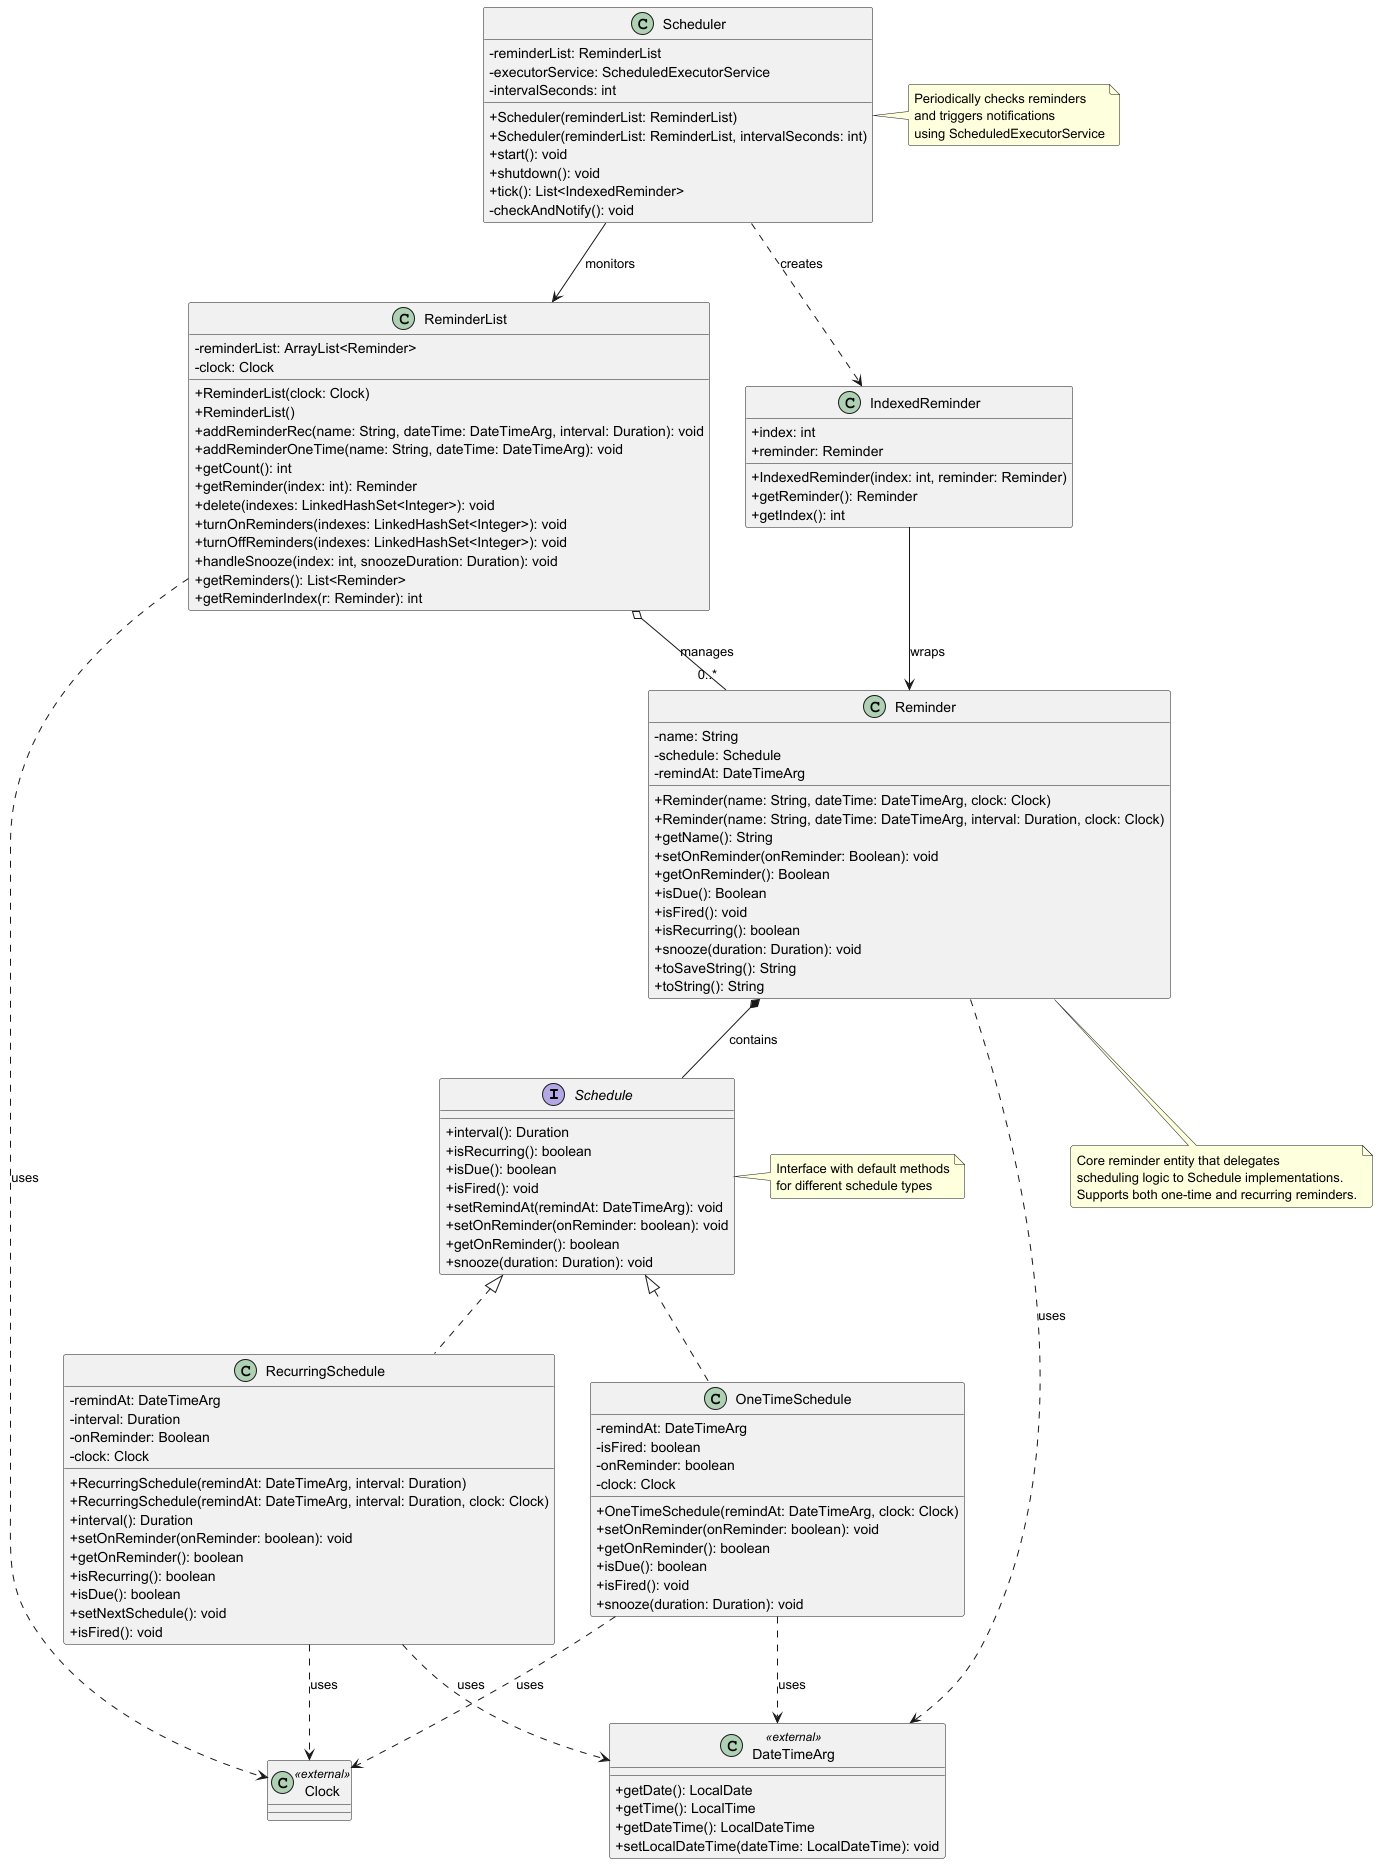 C Scheduler
-reminderList: ReminderList
-executorService: ScheduledExecutorService
-intervalSeconds: int
+Scheduler(reminderList: ReminderList)
+Scheduler(reminderList: ReminderList, intervalSeconds: int)
+start(): void
+shutdown(): void
+tick(): List<IndexedReminder>
-checkAndNotify(): void
Periodically checks reminders
and triggers notifications
using ScheduledExecutorService
monitors
creates
C ReminderList
-reminderList: ArrayList<Reminder>
-clock: Clock
+ReminderList(clock: Clock)
+ReminderList()
+addReminderRec(name: String, dateTime: DateTimeArg, interval: Duration): void
+addReminderOneTime(name: String, dateTime: DateTimeArg): void
+getCount(): int
+getReminder(index: int): Reminder
+delete(indexes: LinkedHashSet<Integer>): void
+turnOnReminders(indexes: LinkedHashSet<Integer>): void
+turnOffReminders(indexes: LinkedHashSet<Integer>): void
+handleSnooze(index: int, snoozeDuration: Duration): void
+getReminders(): List<Reminder>
+getReminderIndex(r: Reminder): int
C IndexedReminder
+index: int
+reminder: Reminder
+IndexedReminder(index: int, reminder: Reminder)
+getReminder(): Reminder
+getIndex(): int
manages
0..*
wraps
C Reminder
-name: String
-schedule: Schedule
-remindAt: DateTimeArg
+Reminder(name: String, dateTime: DateTimeArg, clock: Clock)
+Reminder(name: String, dateTime: DateTimeArg, interval: Duration, clock: Clock)
+getName(): String
+setOnReminder(onReminder: Boolean): void
+getOnReminder(): Boolean
+isDue(): Boolean
+isFired(): void
+isRecurring(): boolean
+snooze(duration: Duration): void
+toSaveString(): String
+toString(): String
contains
I Schedule
+interval(): Duration
+isRecurring(): boolean
+isDue(): boolean
+isFired(): void
+setRemindAt(remindAt: DateTimeArg): void
+setOnReminder(onReminder: boolean): void
+getOnReminder(): boolean
+snooze(duration: Duration): void
Interface with default methods
for different schedule types
Core reminder entity that delegates
scheduling logic to Schedule implementations.
Supports both one-time and recurring reminders.
uses
uses
C RecurringSchedule
-remindAt: DateTimeArg
-interval: Duration
-onReminder: Boolean
-clock: Clock
+RecurringSchedule(remindAt: DateTimeArg, interval: Duration)
+RecurringSchedule(remindAt: DateTimeArg, interval: Duration, clock: Clock)
+interval(): Duration
+setOnReminder(onReminder: boolean): void
+getOnReminder(): boolean
+isRecurring(): boolean
+isDue(): boolean
+setNextSchedule(): void
+isFired(): void
C OneTimeSchedule
-remindAt: DateTimeArg
-isFired: boolean
-onReminder: boolean
-clock: Clock
+OneTimeSchedule(remindAt: DateTimeArg, clock: Clock)
+setOnReminder(onReminder: boolean): void
+getOnReminder(): boolean
+isDue(): boolean
+isFired(): void
+snooze(duration: Duration): void
uses
uses
uses
uses
C «external»
Clock
C «external»
DateTimeArg
+getDate(): LocalDate
+getTime(): LocalTime
+getDateTime(): LocalDateTime
+setLocalDateTime(dateTime: LocalDateTime): void